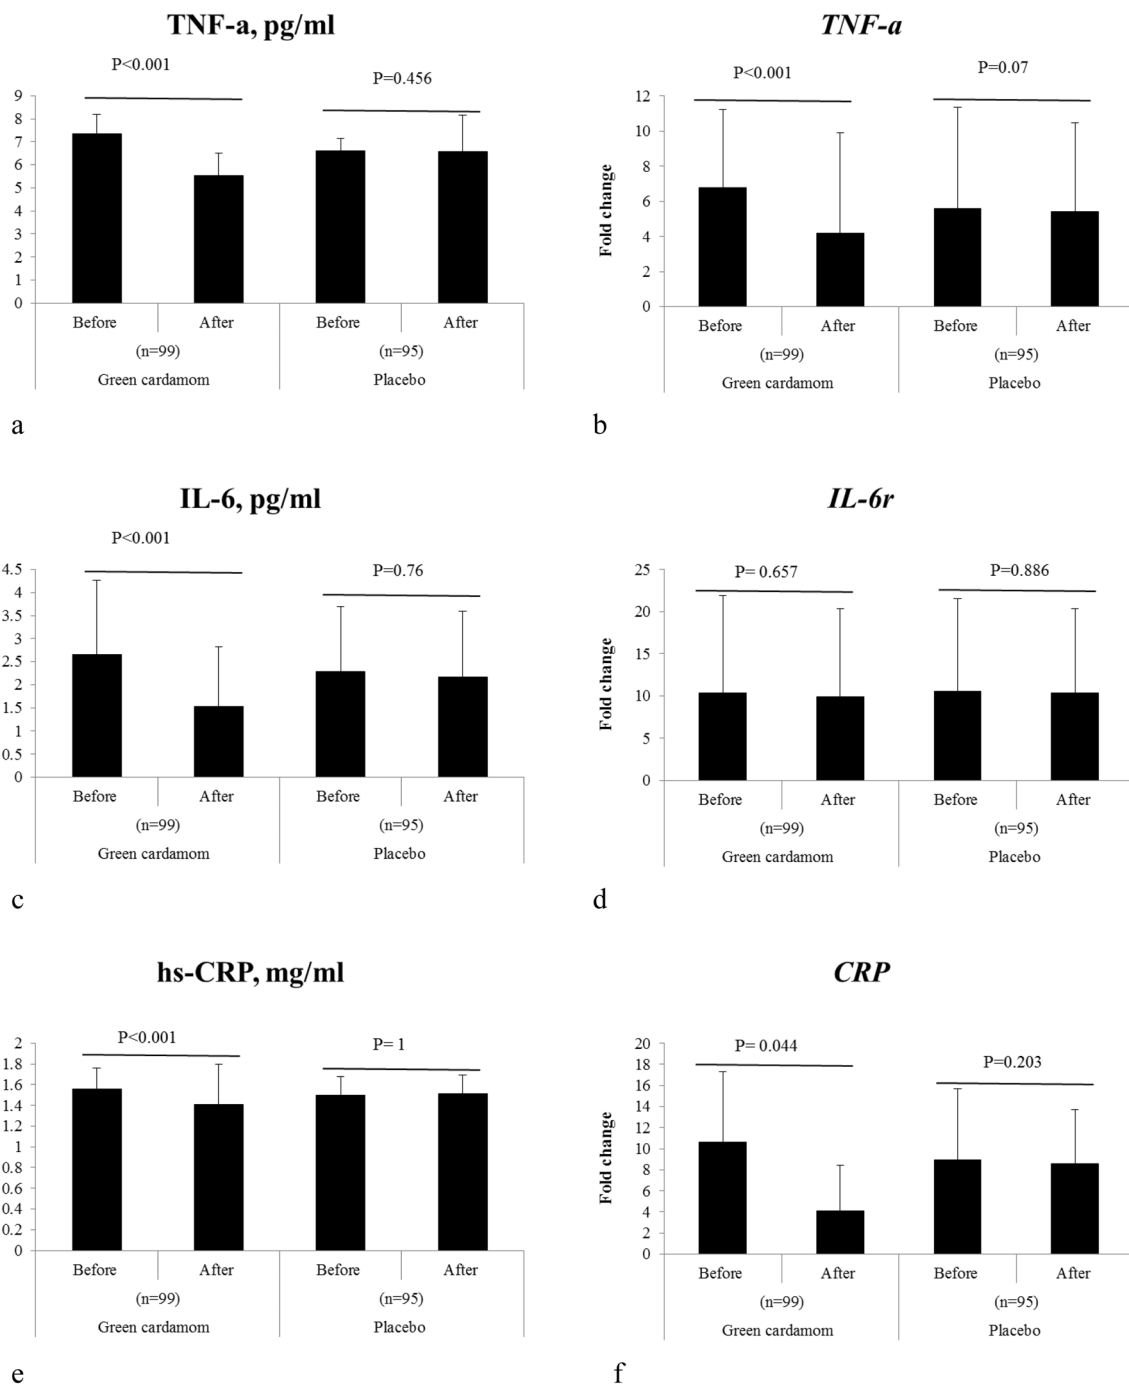 TNF-a, pg/ml
P<0.001
P=0.456
9
8
7
6
5
4
3
2
1
0
Before After Before After
(n=99) (n=95)
Green cardamom Placebo
a
TNF-a
P<0.001
P=0.07
Fold change
12
10
8
6
4
2
0
Before After Before After
(n=99) (n=95)
Green cardamom Placebo
b
IL-6, pg/ml
P<0.001
P=0.76
4.5
4
3.5
3
2.5
2
1.5
1
0.5
0
Before After Before After
(n=99) (n=95)
Green cardamom Placebo
c
IL-6r
P= 0.657
P=0.886
Fold change
25
20
15
10
5
0
Before After Before After
(n=99) (n=95)
Green cardamom Placebo
d
hs-CRP, mg/ml
P<0.001
P= 1
2
1.8
1.6
1.4
1.2
1
0.8
0.6
0.4
0.2
0
Before After Before After
(n=99) (n=95)
Green cardamom Placebo
e
CRP
P= 0.044
P=0.203
Fold change
20
18
16
14
12
10
8
6
4
2
0
Before After Before After
(n=99) (n=95)
Green cardamom Placebo
f